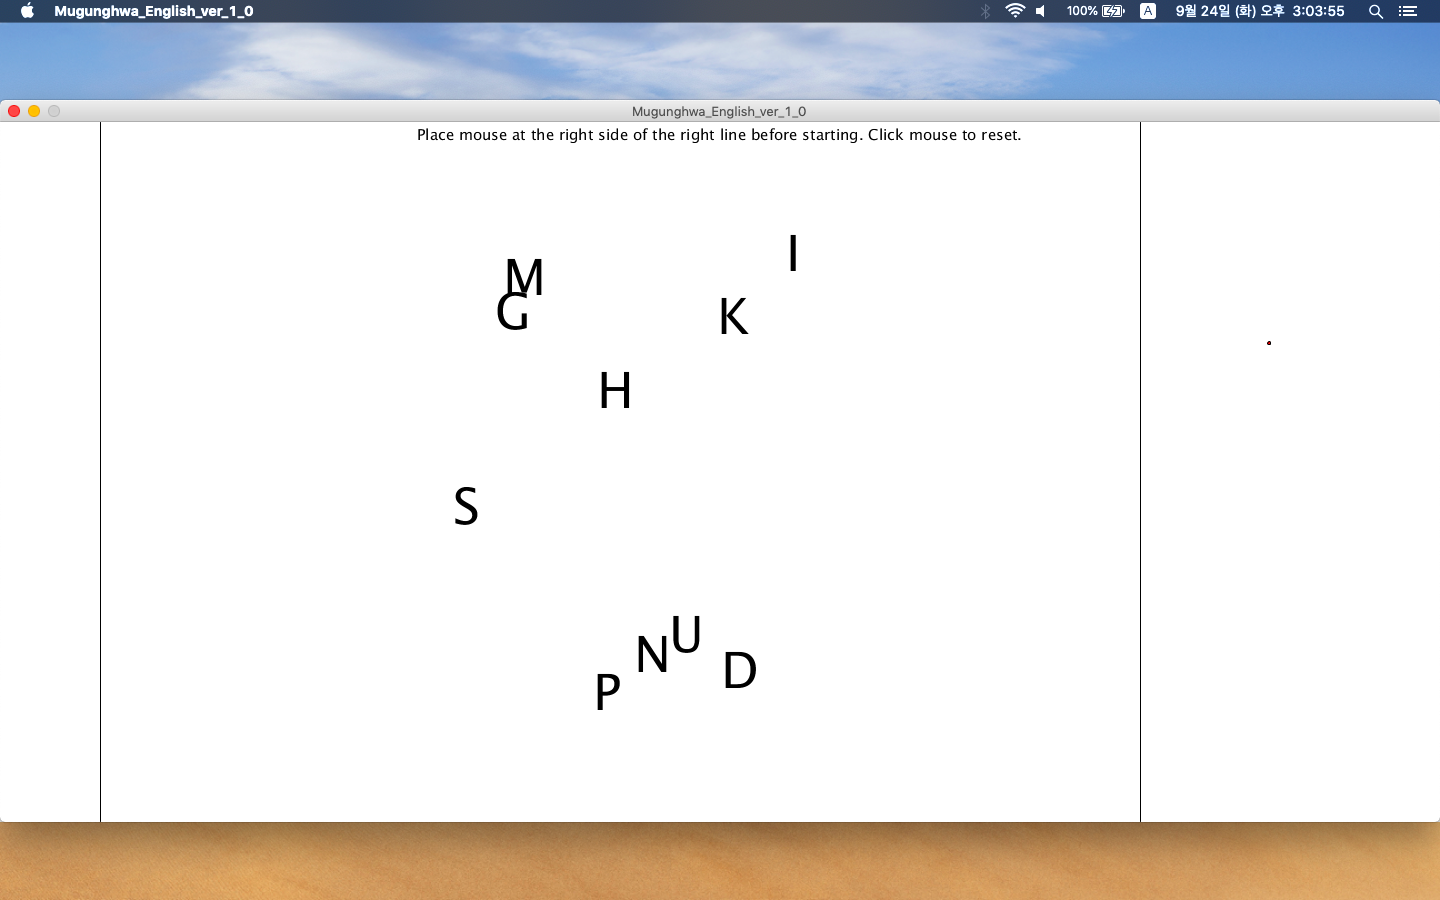 Mugunghwa_English_ver_1_0 100% A 9월 24일 (화) 오후 3:03:55
Mugunghwa_English_ver_1_0
Place mouse at the right side of the right line before starting. Click mouse to reset.
I
M
G
K
H
S
U
N
D
P